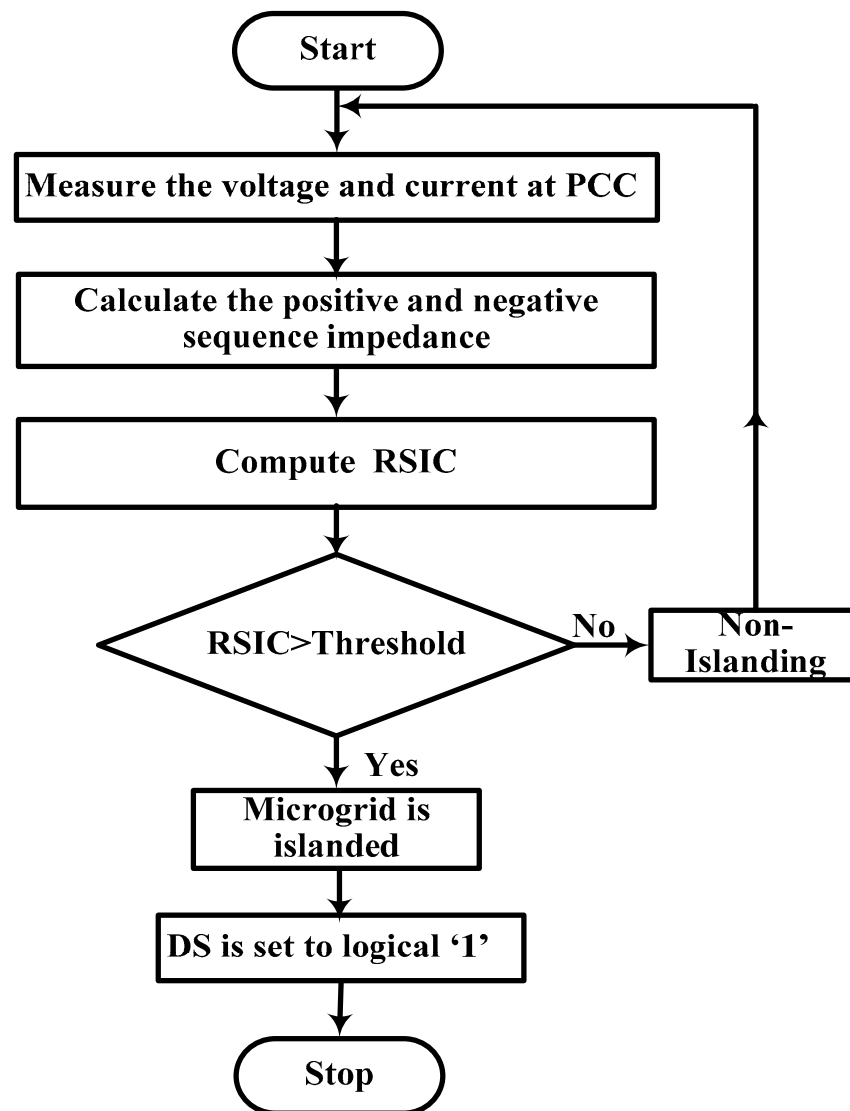 Start
Measure the voltage and current at PCC
Calculate the positive and negative
sequence impedance
Compute RSIC
RSIC>Threshold
No
Non-
Islanding
Yes
Microgrid is
islanded
DS is set to logical ‘1’
Stop